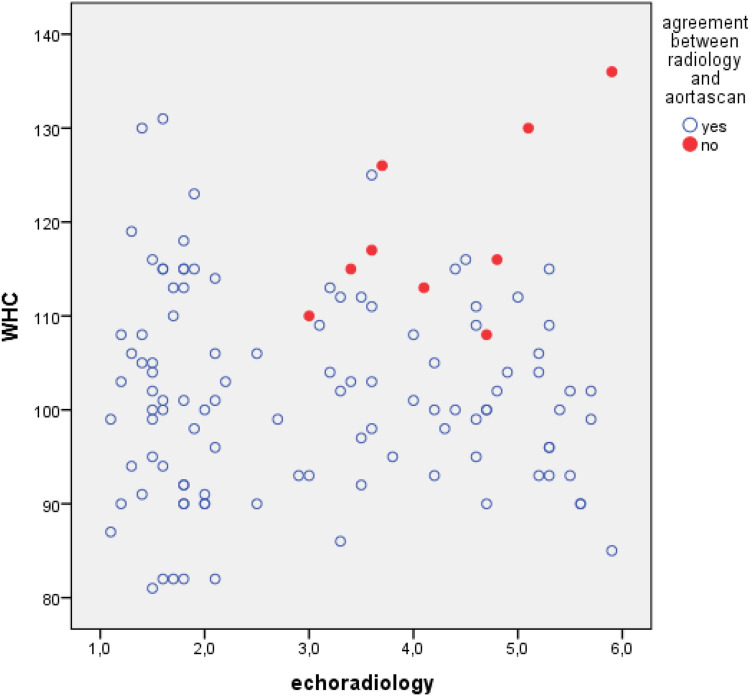 140
130
120
110
100
90
80
WHC
1,0 2,0 3,0 4,0 5,0 6,0
echoradiology
agreement
between
radiology
and
aortascan
yes
no